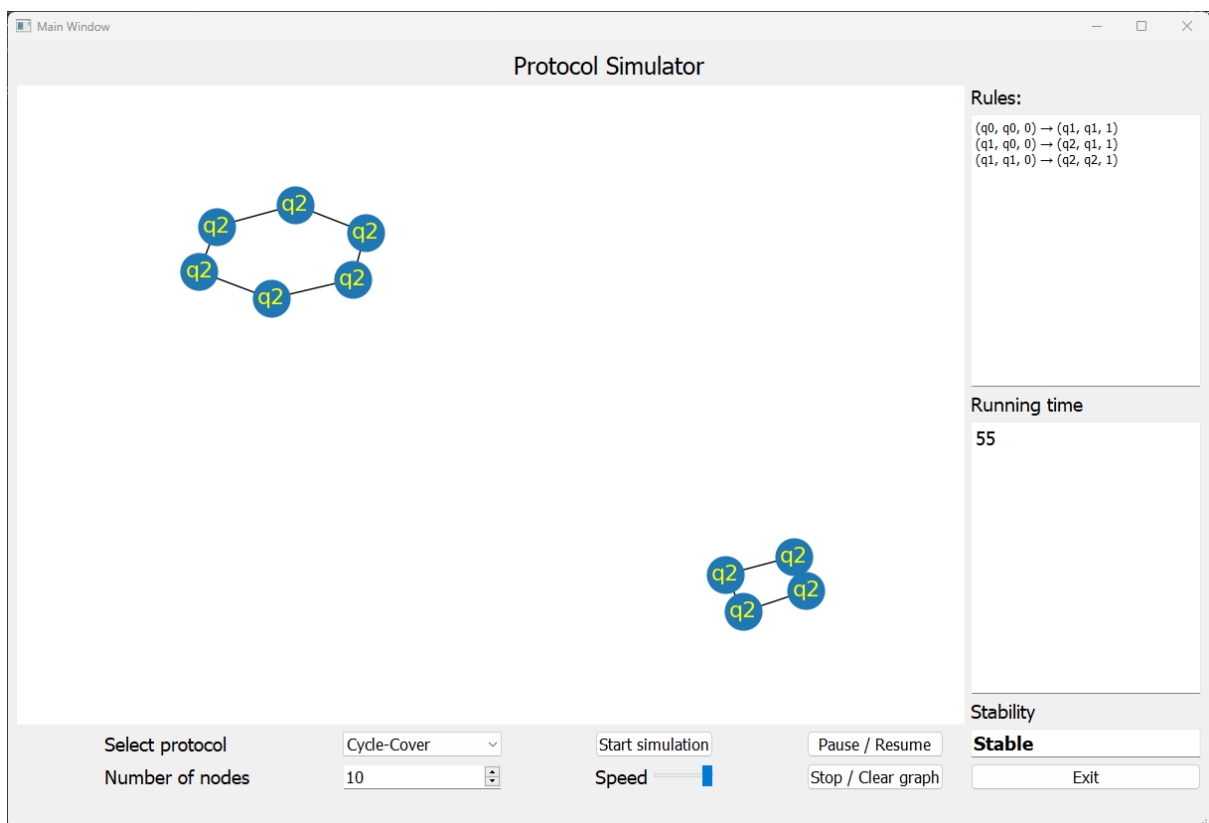 Main Window
Protocol Simulator
Rules:
(q0, q0, 0) → (q1, q1, 1)
(q1, q0, 0) → (q2, q1, 1)
(q1, q1, 0) → (q2, q2, 1)
q2
q2
q2
q2
q2
q2
Running time
55
q2
q2
q2
q2
Stability
Select protocol Cycle-Cover Start simulation Pause / Resume Stable
Number of nodes 10 Speed Stop / Clear graph Exit